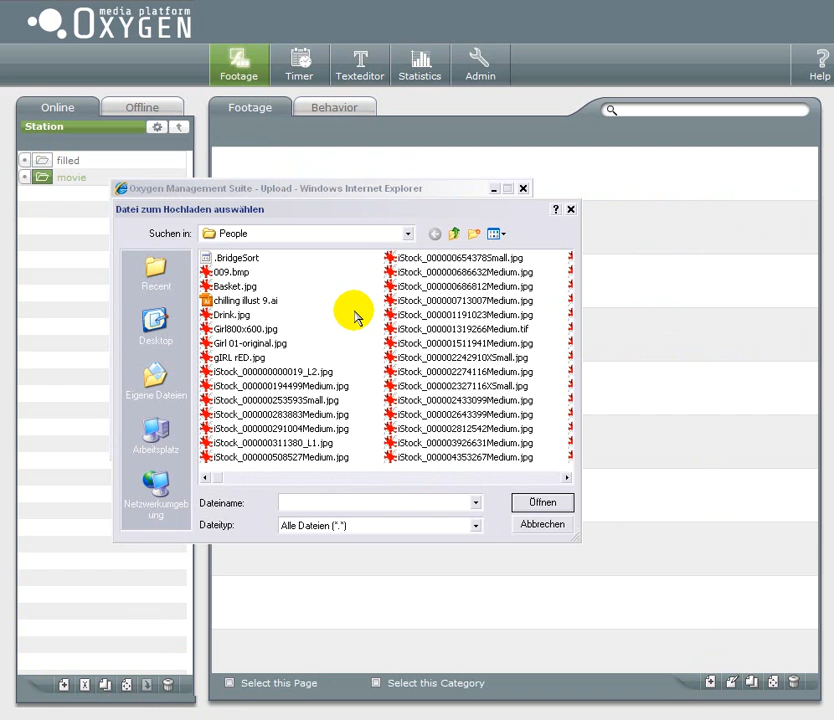 media platform
OXYGEN
Footage
Timer
Texteditor
Statistics
Admin
Help
Online
Offline
Footage
Behavior
Station
filled
movie
Oxygen Management Suite - Upload - Windows Internet Explorer
Datei zum Hochladen auswählen
Suchen in:
People
Recent
Desktop
Eigene Dateien
Arbeitsplatz
Netzwerkumgeb
ung
.BridgeSort
009.bmp
Basket.jpg
chilling illust 9.ai
Drink.jpg
Girl800x600.jpg
Girl 01-original.jpg
gIRL rED.jpg
iStock_000000000019_L2.jpg
iStock_000000194499Medium.jpg
iStock_000000253593Small.jpg
iStock_000000283883Medium.jpg
iStock_000000291004Medium.jpg
iStock_000000311380_L1.jpg
iStock_000000508527Medium.jpg
iStock_000000654378Small.jpg
iStock_000000686632Medium.jpg
iStock_000000686812Medium.jpg
iStock_000000713007Medium.jpg
iStock_000001191023Medium.jpg
iStock_000001319266Medium.tif
iStock_000001511941Medium.jpg
iStock_000002242910XSmall.jpg
iStock_000002274116Medium.jpg
iStock_000002327116XSmall.jpg
iStock_000002433099Medium.jpg
iStock_000002643399Medium.jpg
iStock_000002812542Medium.jpg
iStock_000003926631Medium.jpg
iStock_000004353267Medium.jpg
Dateiname:
Öffnen
Dateityp:
Alle Dateien (*.*)
Abbrechen
Select this Page
Select this Category